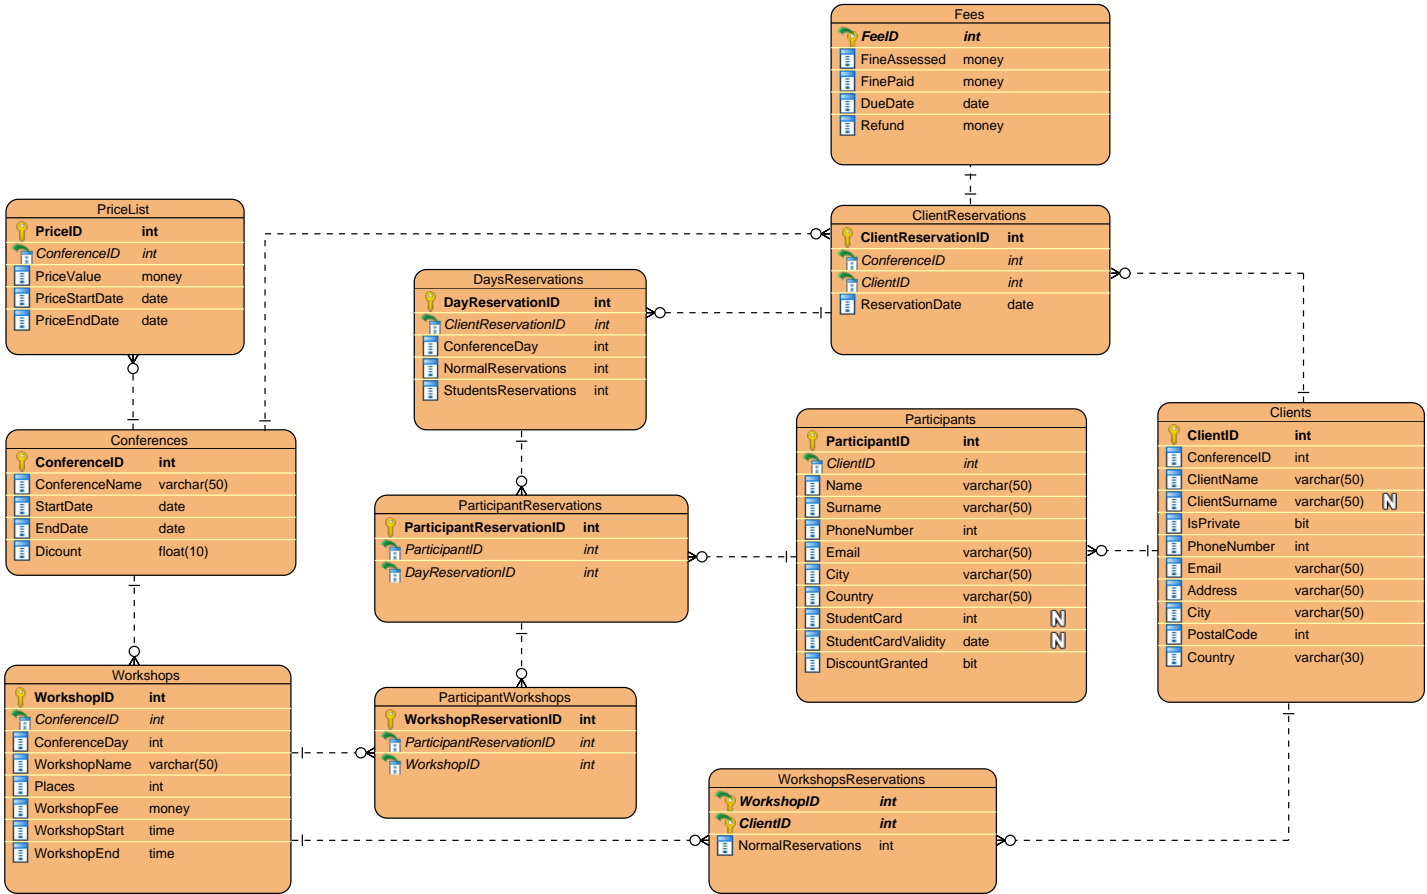 Fees
FeeID int
FineAssessed money
FinePaid money
DueDate date
Refund money
PriceList
PriceID int
ConferenceID int
PriceValue money
PriceStartDate date
PriceEndDate date
ClientReservations
ClientReservationID int
ConferenceID int
ClientID int
ReservationDate date
DaysReservations
DayReservationID int
ClientReservationID int
ConferenceDay int
NormalReservations int
StudentsReservations int
Conferences
ConferenceID int
ConferenceName varchar(50)
StartDate date
EndDate date
Dicount float(10)
Participants
ParticipantID int
ClientID int
Name varchar(50)
Surname varchar(50)
PhoneNumber int
Email varchar(50)
City varchar(50)
Country varchar(50)
StudentCard int N
StudentCardValidity date N
DiscountGranted bit
Clients
ClientID int
ConferenceID int
ClientName varchar(50)
ClientSurname varchar(50) N
IsPrivate bit
PhoneNumber int
Email varchar(50)
Address varchar(50)
City varchar(50)
PostalCode int
Country varchar(30)
ParticipantReservations
ParticipantReservationID int
ParticipantID int
DayReservationID int
Workshops
WorkshopID int
ConferenceID int
ConferenceDay int
WorkshopName varchar(50)
Places int
WorkshopFee money
WorkshopStart time
WorkshopEnd time
ParticipantWorkshops
WorkshopReservationID int
ParticipantReservationID int
WorkshopID int
WorkshopsReservations
WorkshopID int
ClientID int
NormalReservations int